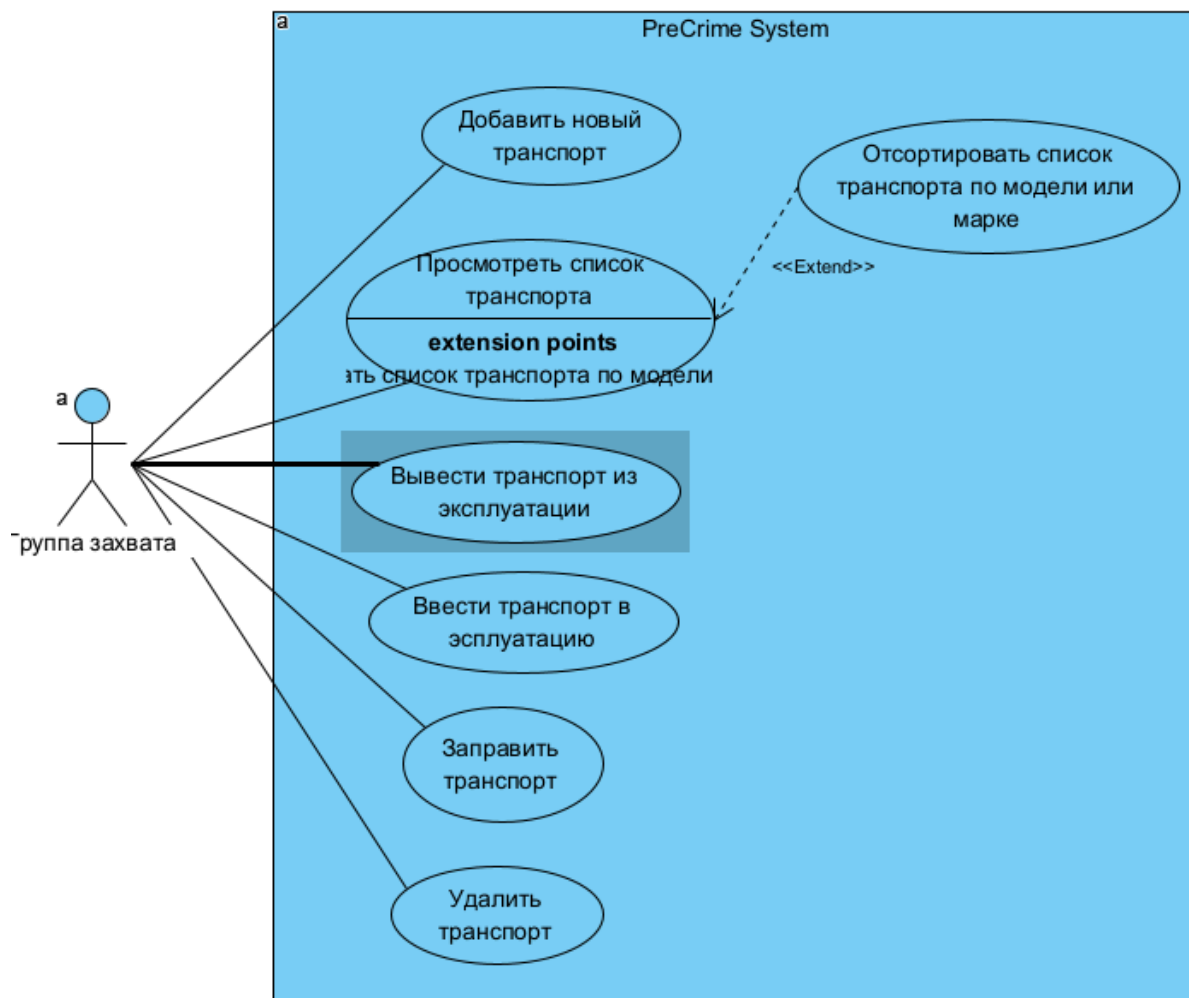 a
PreCrime System
Добавить новый
транспорт
Отсортировать список
транспорта по модели или
марке
<<Extend>>
Просмотреть список
транспорта
extension points
ать список транспорта по модели
a
Группа захвата
Вывести транспорт из
эксплуатации
Ввести транспорт в
эсплуатацию
Заправить
транспорт
Удалить
транспорт